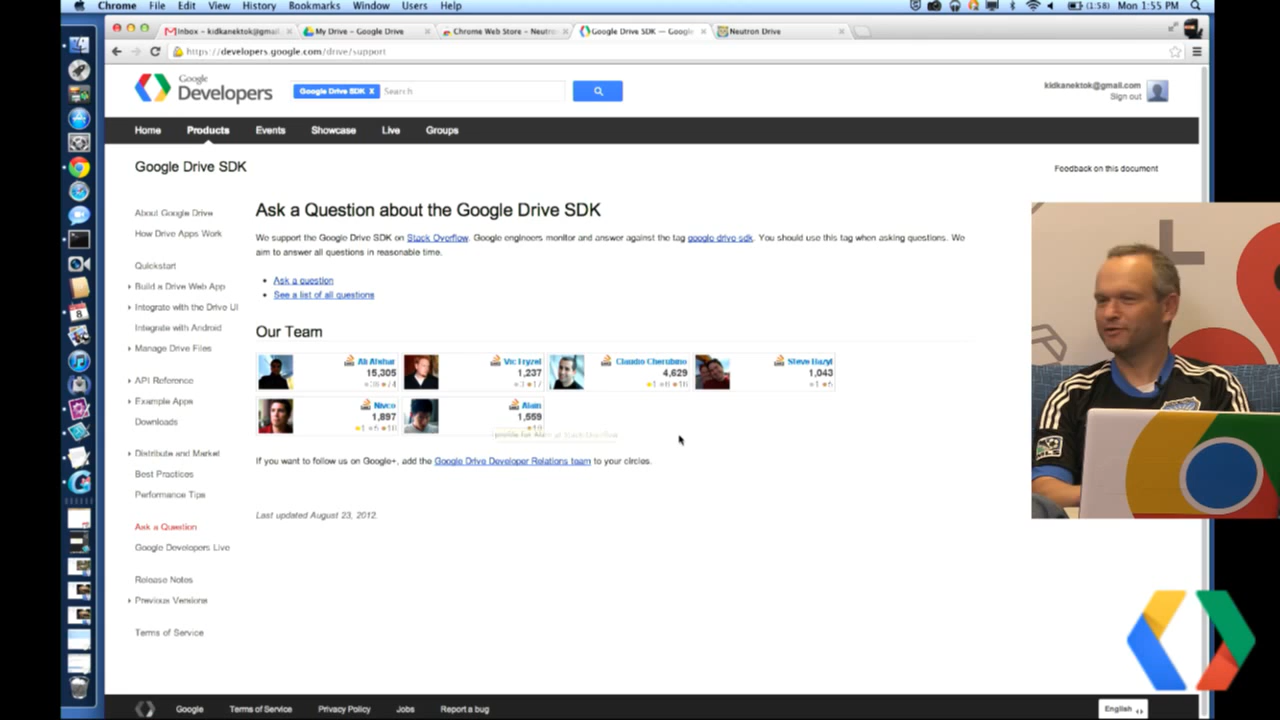 Chrome File Edit View History Bookmarks Window Users Help (1:58) Mon 1:55 PM
Inbox – kidkanektok@gmail. My Drive – Google Drive Chrome Web Store – Neutro Google Drive SDK — Google Neutron Drive
https://developers.google.com/drive/support
Google Developers
Google Drive SDK X Search
kidkanektok@gmail.com
Sign out
Home Products Events Showcase Live Groups
Google Drive SDK
Feedback on this document
About Google Drive
How Drive Apps Work
Quickstart
Build a Drive Web App
Integrate with the Drive UI
Integrate with Android
Manage Drive Files
API Reference
Example Apps
Downloads
Distribute and Market
Best Practices
Performance Tips
Ask a Question
Google Developers Live
Release Notes
Previous Versions
Terms of Service
Ask a Question about the Google Drive SDK
We support the Google Drive SDK on Stack Overflow. Google engineers monitor and answer against the tag google drive sdk. You should use this tag when asking questions. We
aim to answer all questions in reasonable time.
Ask a question
See a list of all questions
Our Team
Ali Afshar
15,305
Vic Fryzel
1,237
Claudio Cherubino
4,629
Steve Bazyl
1,043
Nivco
1,897
Alain
1,559
If you want to follow us on Google+, add the Google Drive Developer Relations team to your circles.
Last updated August 23, 2012.
Google Terms of Service Privacy Policy Jobs Report a bug
English